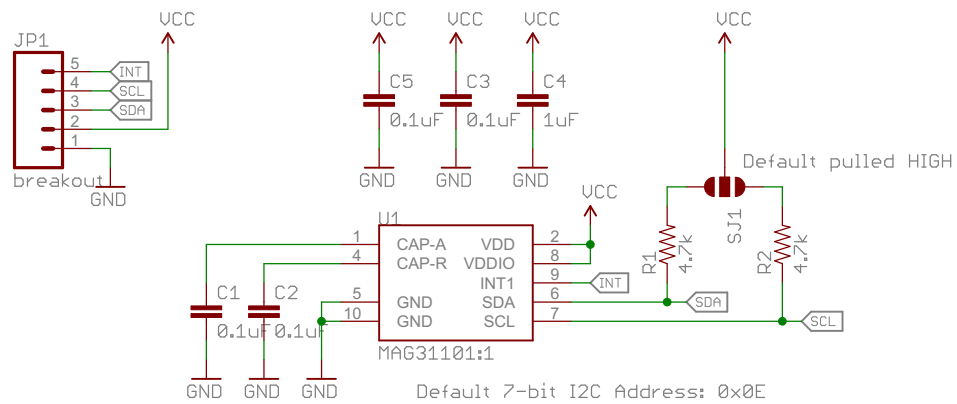 VCC
VCC
VCC
VCC
VCC
JP1
5
INT
4
SCL
3
SDA
2
1
breakout
GND
C5
0.1uF
GND
C3
0.1uF
GND
C4
1uF
GND
Default pulled HIGH
SJ1
VCC
U1
1
CAP-A
VDD
2
4
CAP-R
VDDIO
8
INT1
9
INT
5
GND
SDA
6
SDA
10
GND
SCL
7
SCL
MAG31101:1
R1
4.7k
R2
4.7k
C1
0.1uF
C2
0.1uF
GND
GND
GND
Default 7-bit I2C Address: 0x0E